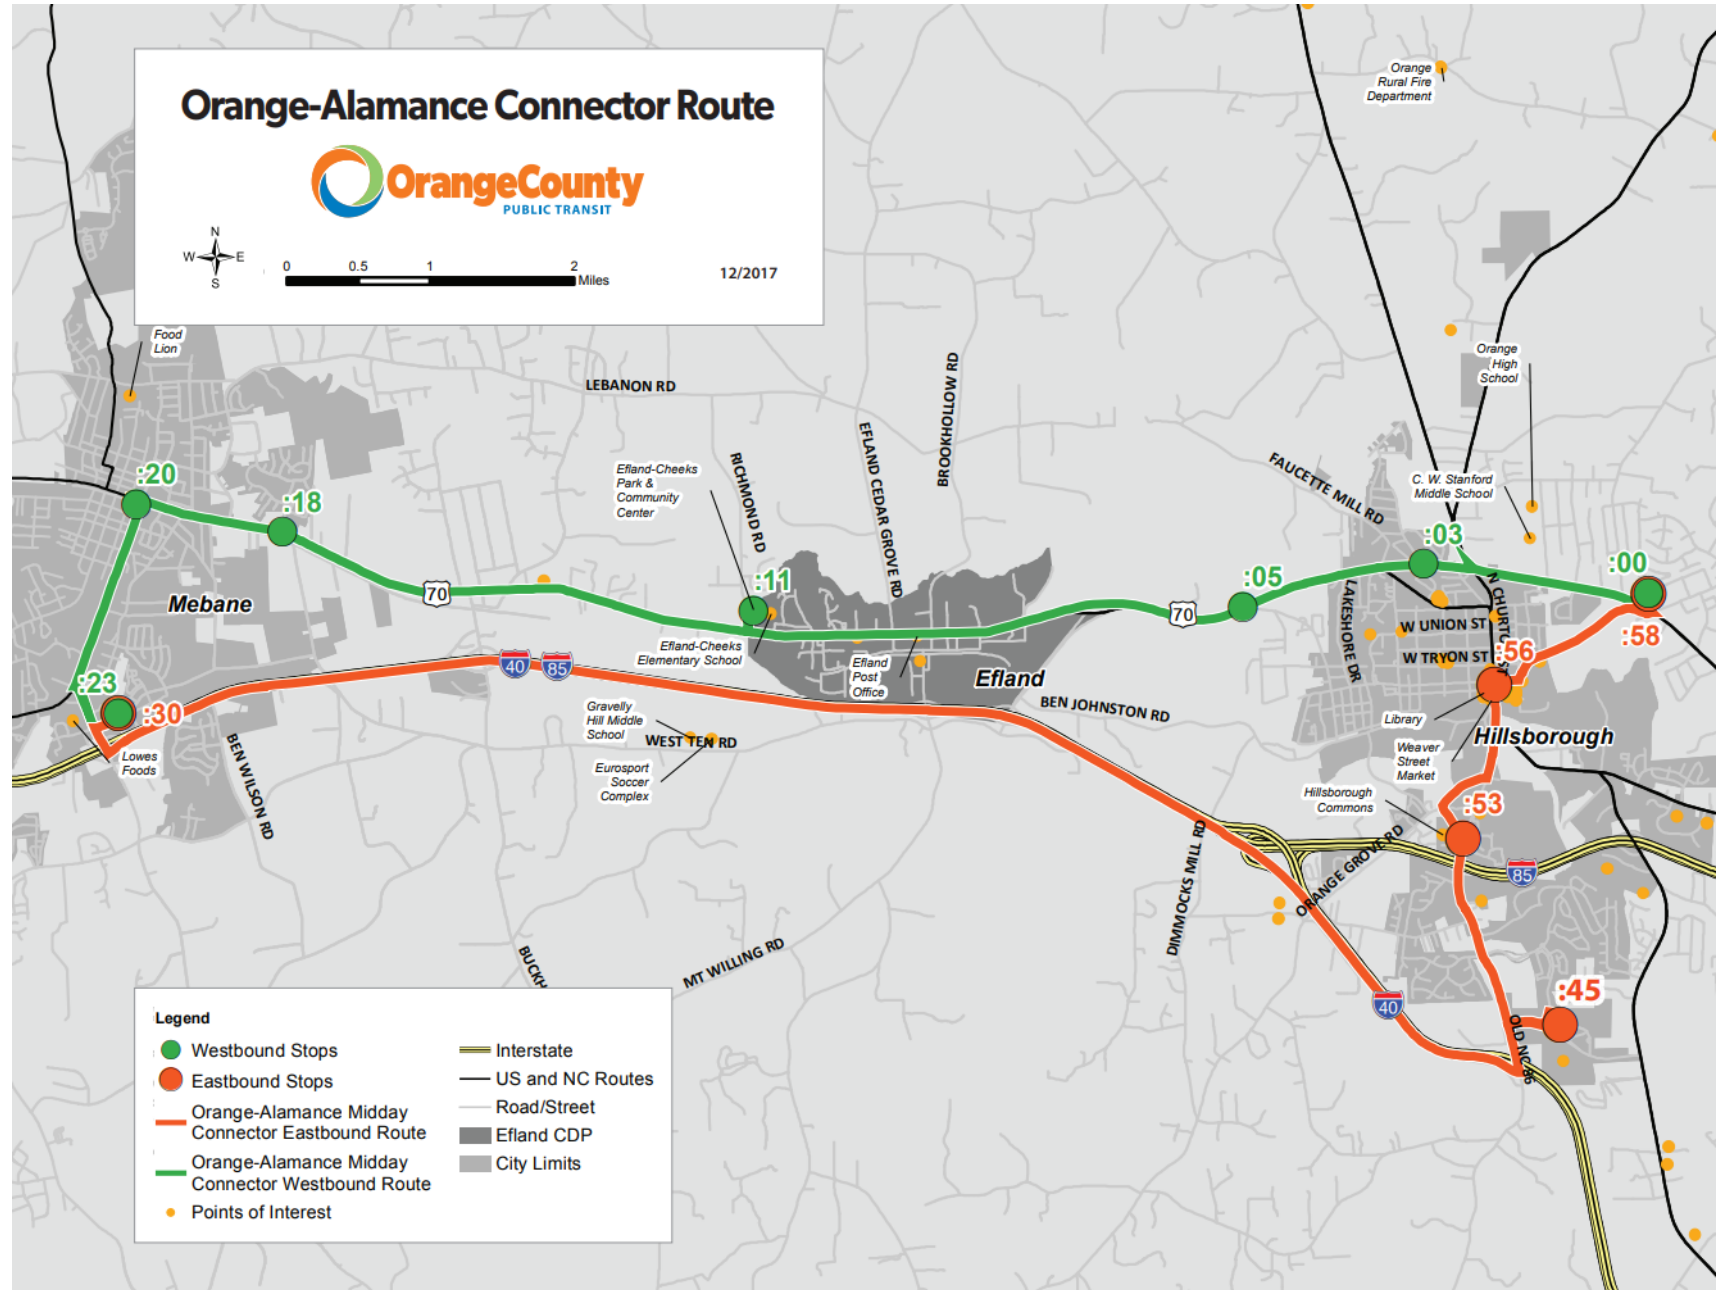 Orange-Alamance Connector Route
OrangeCounty
PUBLIC TRANSIT
N
W E
S
0 0.5 1 2
Miles
12/2017
Orange
Rural Fire
Department
Food
Lion
Orange
High
School
LEBANON RD
BROOKHOLLOW RD
EFLAND CEDAR GROVE RD
RICHMOND RD
FAUCETTE MILL RD
Efland-Cheeks
Park &
Community
Center
C. W. Stanford
Middle School
:20
:18
:11
:05
:03
:00
70
70
Mebane
LAKESHORE DR
N CHURTON ST
W UNION ST
W TRYON ST
:58
:56
Efland-Cheeks
Elementary School
Efland
Post
Office
Efland
40
85
:23
:30
BEN JOHNSTON RD
Gravelly
Hill Middle
School
WEST TEN RD
Eurosport
Soccer
Complex
Library
Weaver
Street
Market
Hillsborough
Lowes
Foods
BEN WILSON RD
Hillsborough
Commons
:53
DIMMOCKS MILL RD
ORANGE GROVE RD
85
BUCKH
MT WILLING RD
40
:45
OLD NC 86
Legend
Westbound Stops
Eastbound Stops
Orange-Alamance Midday
Connector Eastbound Route
Orange-Alamance Midday
Connector Westbound Route
Points of Interest
Interstate
US and NC Routes
Road/Street
Efland CDP
City Limits